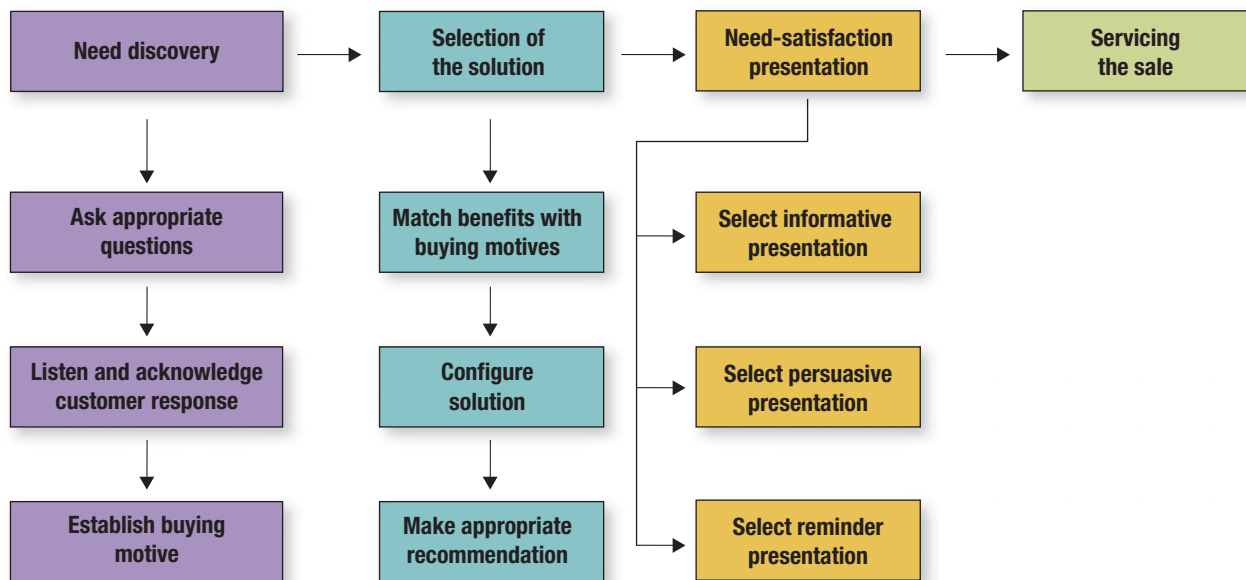 Need discovery
Selection of
the solution
Need-satisfaction
presentation
Servicing
the sale
Ask appropriate
questions
Match benefits with
buying motives
Select informative
presentation
Listen and acknowledge
customer response
Configure
solution
Select persuasive
presentation
Establish buying
motive
Make appropriate
recommendation
Select reminder
presentation